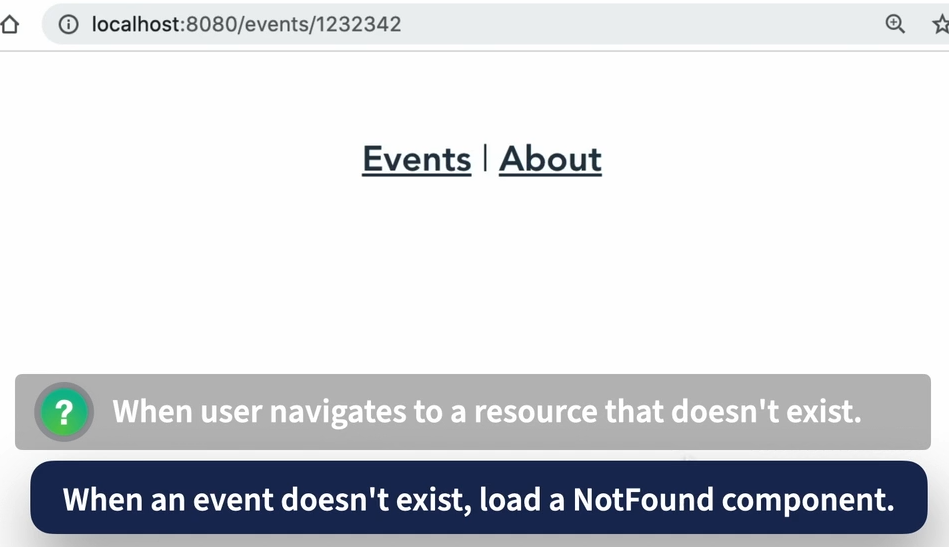 localhost:8080/events/1232342
Events | About
? When user navigates to a resource that doesn't exist.
When an event doesn't exist, load a NotFound component.